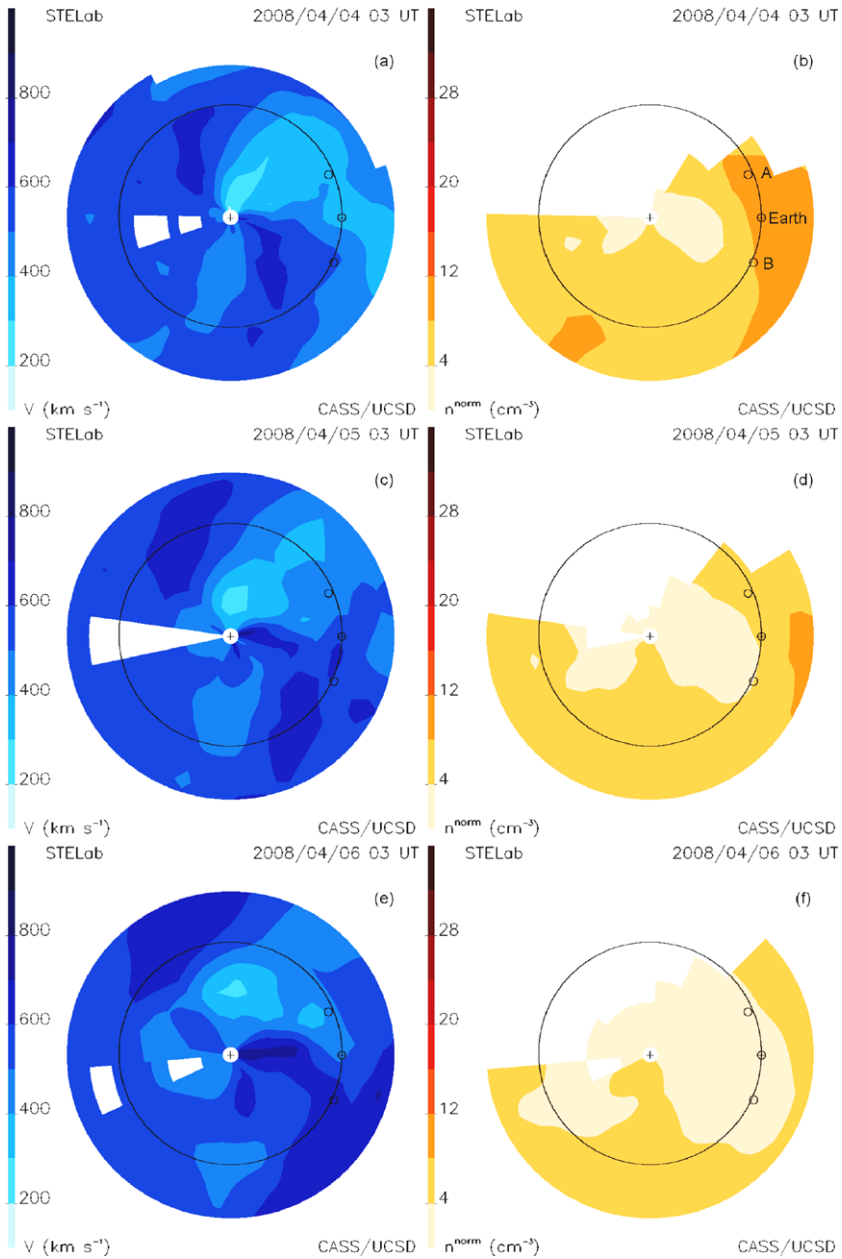 STELab 2008/04/04 03 UT
(a)
800
600
400
200
V (km s⁻¹) CASS/UCSD
STELab 2008/04/04 03 UT
(b)
28
20
A
Earth
12
B
4
nⁿᵒʳᵐ (cm⁻³) CASS/UCSD
STELab 2008/04/05 03 UT
(c)
800
600
400
200
V (km s⁻¹) CASS/UCSD
STELab 2008/04/05 03 UT
(d)
28
20
12
4
nⁿᵒʳᵐ (cm⁻³) CASS/UCSD
STELab 2008/04/06 03 UT
(e)
800
600
400
200
V (km s⁻¹) CASS/UCSD
STELab 2008/04/06 03 UT
(f)
28
20
12
4
nⁿᵒʳᵐ (cm⁻³) CASS/UCSD